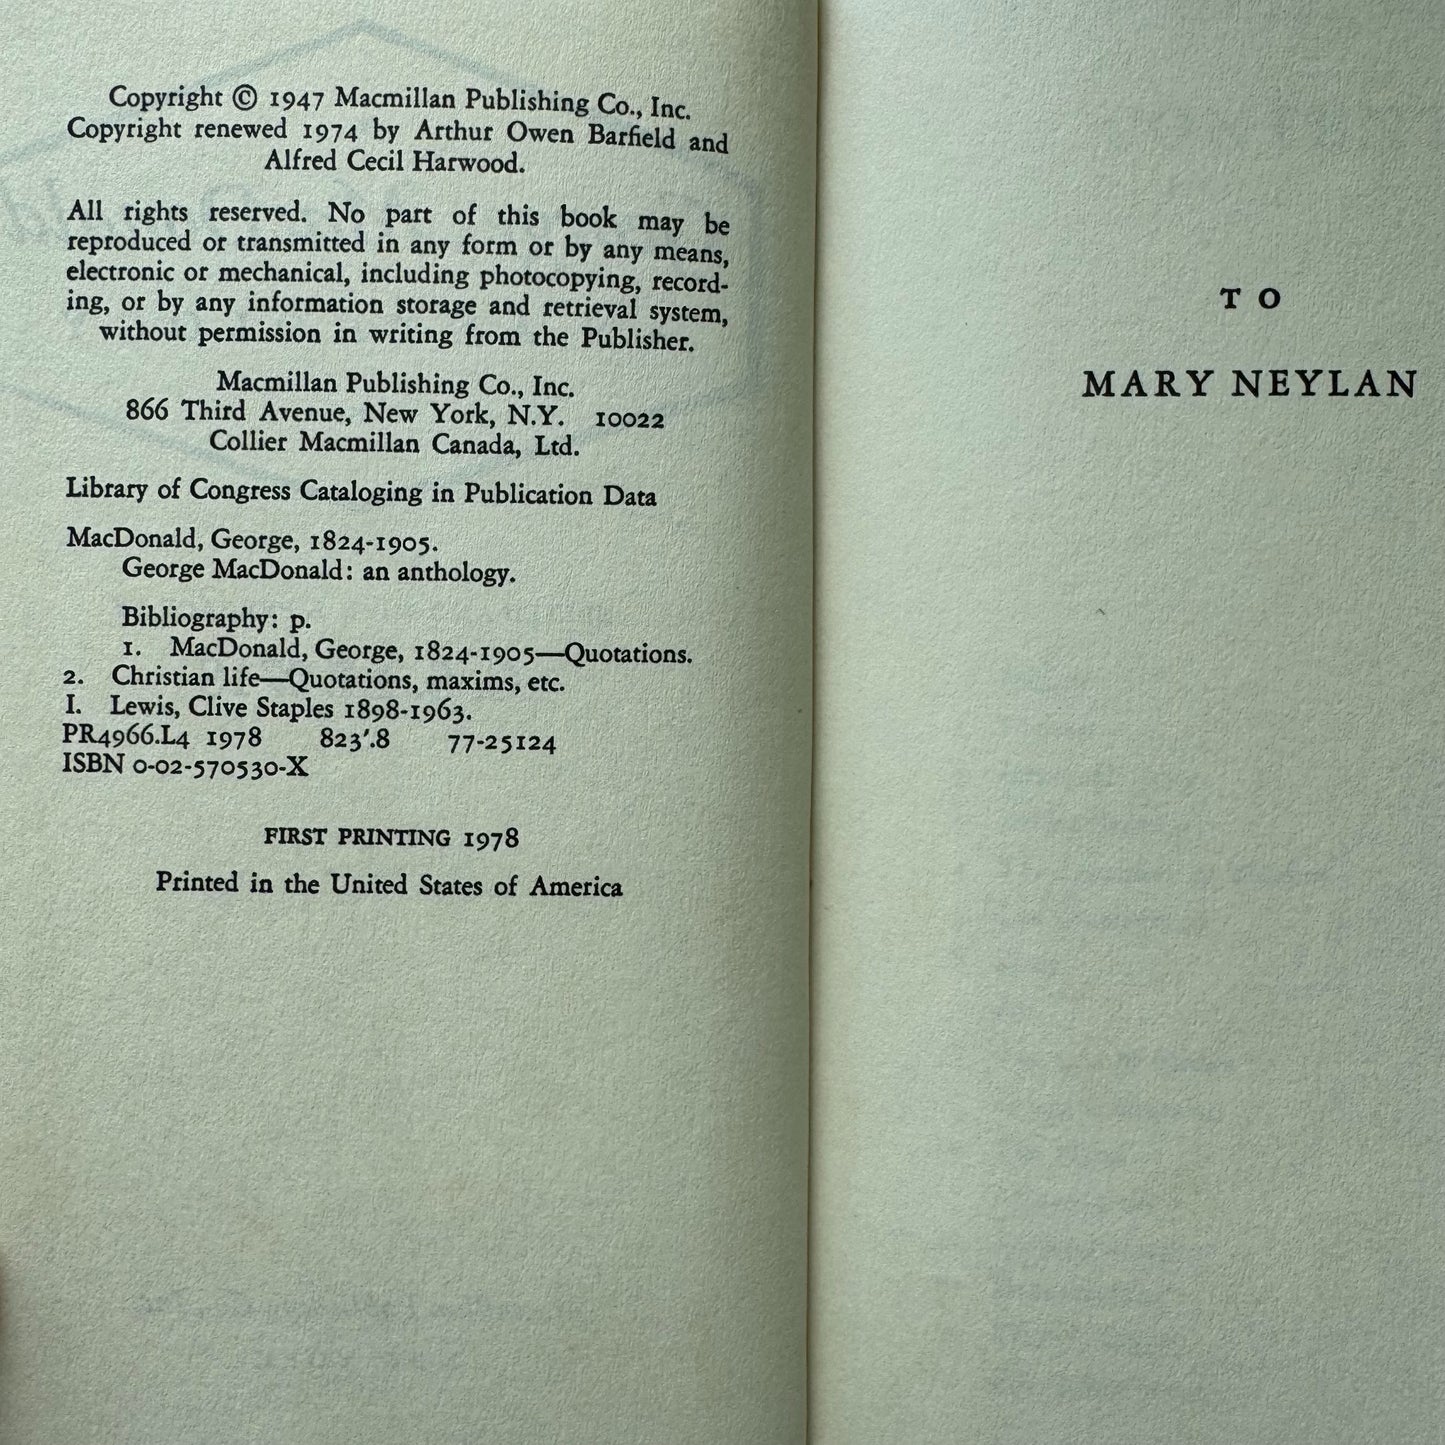 Copyright © 1947 Macmillan Publishing Co., Inc.
Copyright renewed 1974 by Arthur Owen Barfield and
Alfred Cecil Harwood.
All rights reserved. No part of this book may be
reproduced or transmitted in any form or by any means,
electronic or mechanical, including photocopying, record-
ing, or by any information storage and retrieval system,
without permission in writing from the Publisher.
Macmillan Publishing Co., Inc.
866 Third Avenue, New York, N.Y. 10022
Collier Macmillan Canada, Ltd.
Library of Congress Cataloging in Publication Data
MacDonald, George, 1824-1905.
George MacDonald: an anthology.
Bibliography: p.
1. MacDonald, George, 1824-1905—Quotations.
2. Christian life—Quotations, maxims, etc.
I. Lewis, Clive Staples 1898-1963.
PR4966.L4 1978 823'.8 77-25124
ISBN 0-02-570530-X
FIRST PRINTING 1978
Printed in the United States of America
TO
MARY NEYLAN